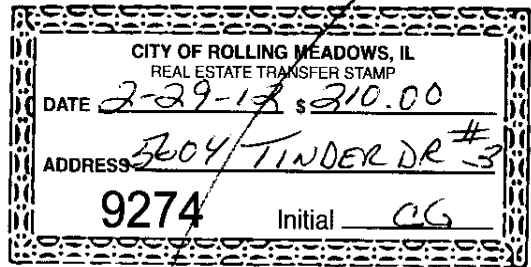 CITY OF ROLLING MEADOWS, IL
REAL ESTATE TRANSFER STAMP
DATE 2-29-12 $ 210.00
ADDRESS 5604 TINDER DR #3
9274 Initial CG